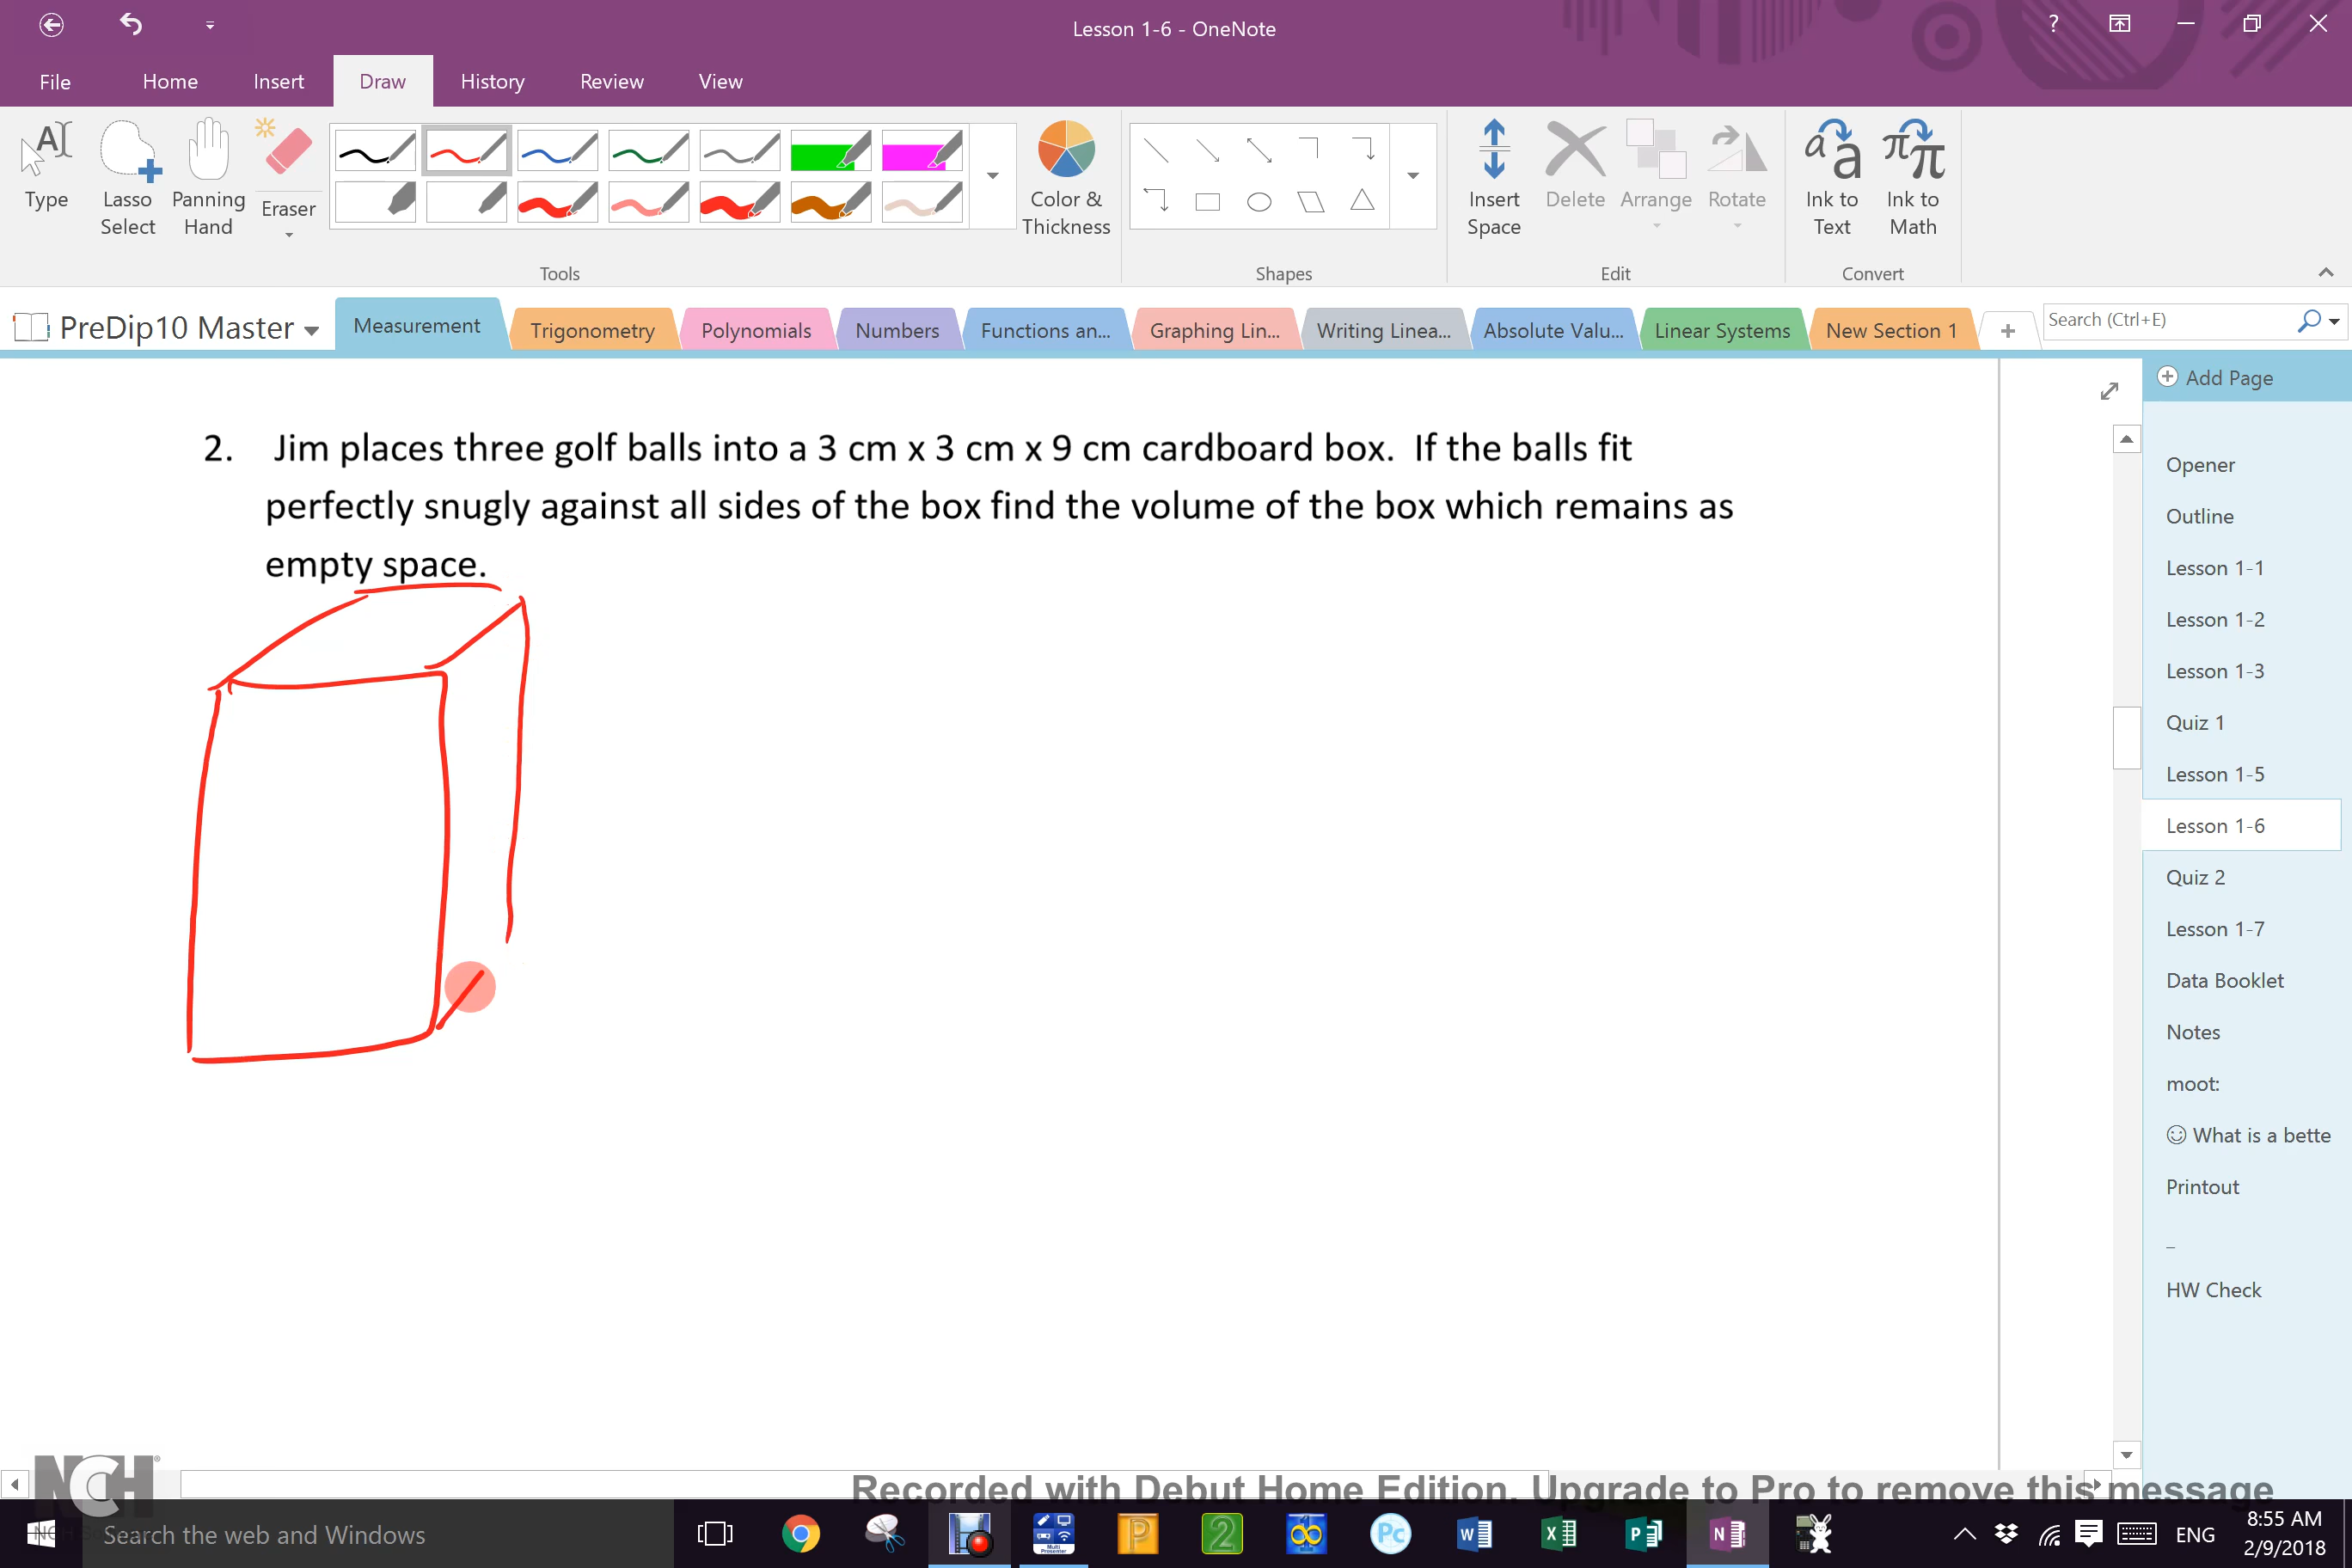 Lesson 1-6 - OneNote
?
File Home Insert Draw History Review View
Type
Lasso Select
Panning Hand
Eraser
Color & Thickness
Insert Space
Delete
Arrange
Rotate
Ink to Text
Ink to Math
Tools
Shapes
Edit
Convert
PreDip10 Master
Measurement
Trigonometry
Polynomials
Numbers
Functions an...
Graphing Lin...
Writing Linea...
Absolute Valu...
Linear Systems
New Section 1
Search (Ctrl+E)
Add Page
2. Jim places three golf balls into a 3 cm x 3 cm x 9 cm cardboard box. If the balls fit
perfectly snugly against all sides of the box find the volume of the box which remains as
empty space.
Opener
Outline
Lesson 1-1
Lesson 1-2
Lesson 1-3
Quiz 1
Lesson 1-5
Lesson 1-6
Quiz 2
Lesson 1-7
Data Booklet
Notes
moot:
What is a bette
Printout
_
HW Check
NCH
Recorded with Debut Home Edition. Upgrade to Pro to remove this message
Search the web and Windows
ENG
8:55 AM
2/9/2018